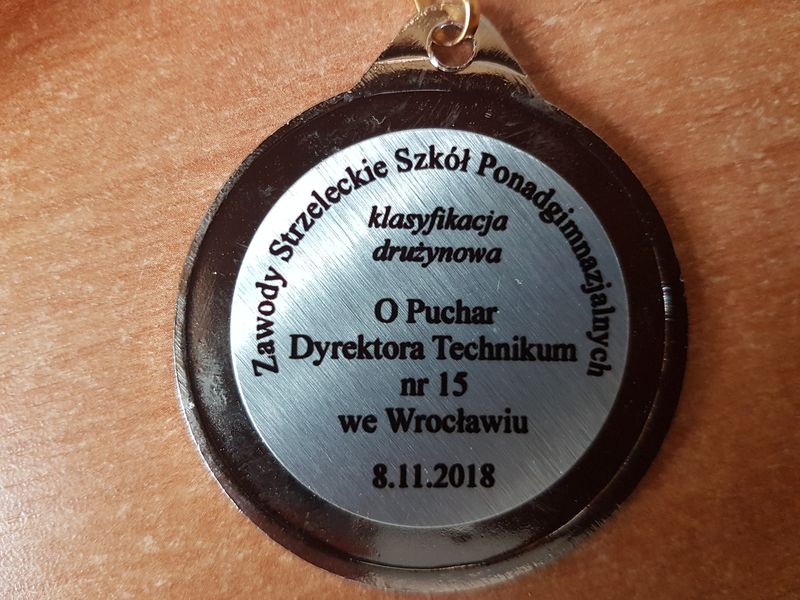 Zawody Strzeleckie Szkół Ponadgimnazjalnych
klasyfikacja
drużynowa
O Puchar
Dyrektora Technikum
nr 15
we Wrocławiu
8.11.2018